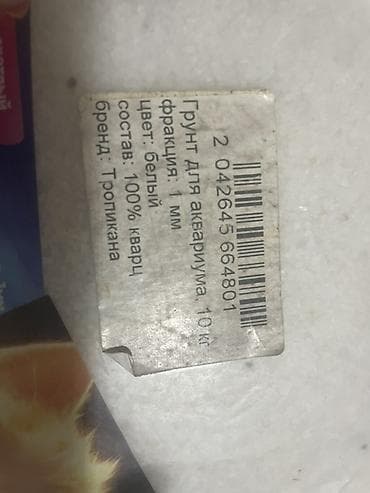 2 042645 664801
Грунт для аквариума, 10 кг
фракция: 1 мм
цвет: белый
состав: 100% кварц
бренд: Тропикана